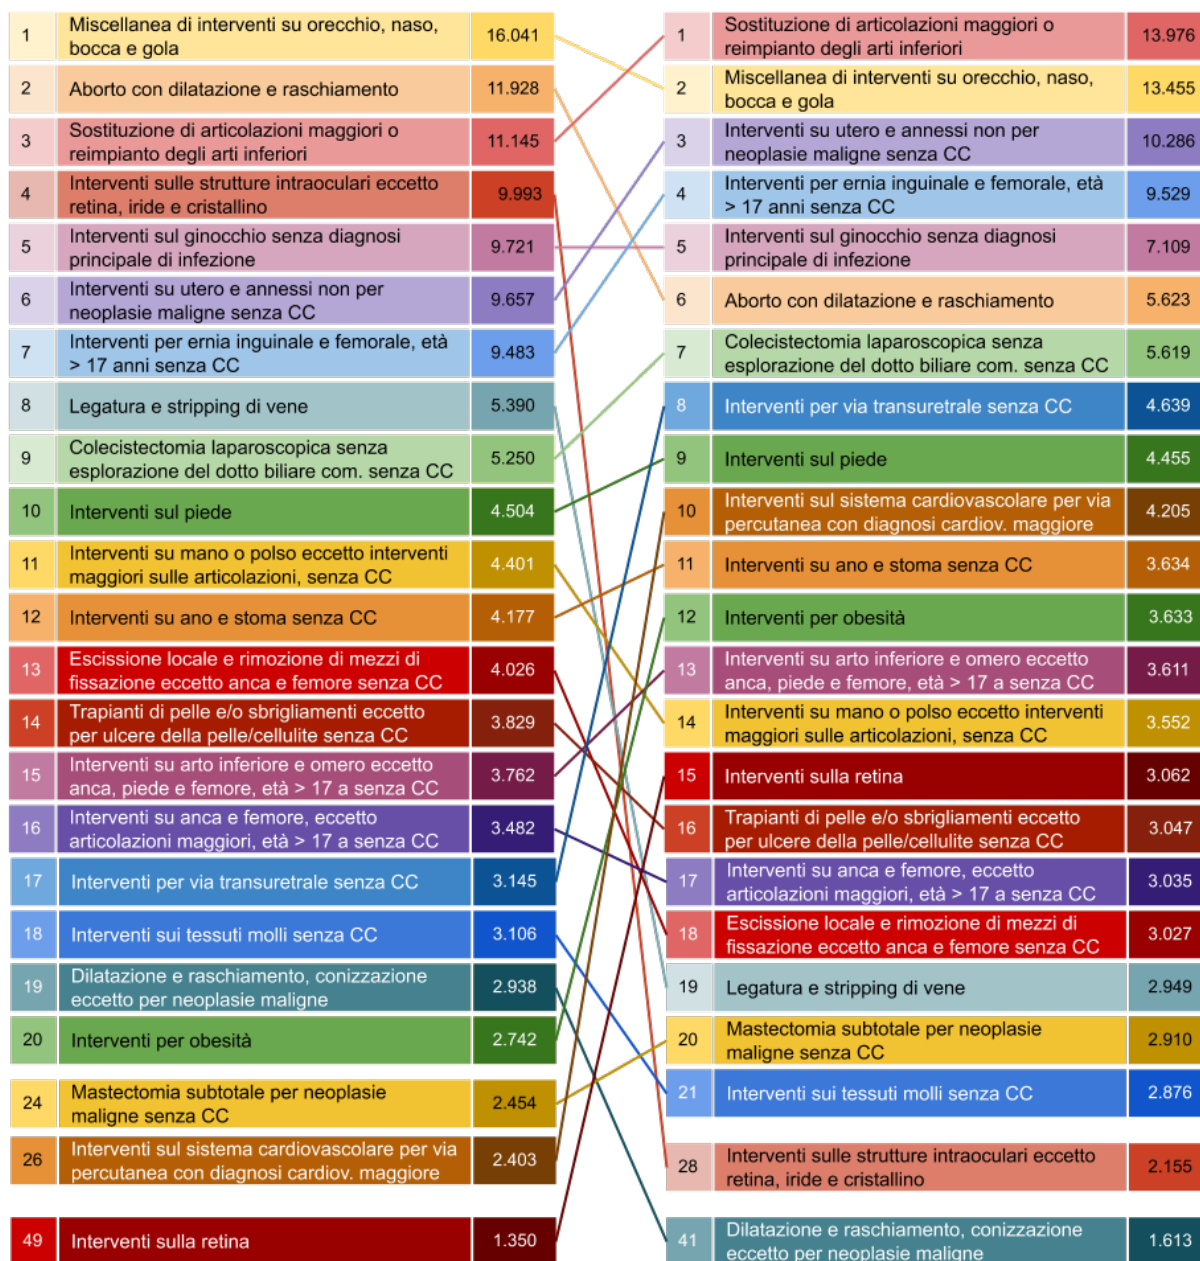 1
Miscellanea di interventi su orecchio, naso,
bocca e gola
16.041
2
Aborto con dilatazione e raschiamento
11.928
3
Sostituzione di articolazioni maggiori o
reimpianto degli arti inferiori
11.145
4
Interventi sulle strutture intraoculari eccetto
retina, iride e cristallino
9.993
5
Interventi sul ginocchio senza diagnosi
principale di infezione
9.721
6
Interventi su utero e annessi non per
neoplasie maligne senza CC
9.657
7
Interventi per ernia inguinale e femorale, età
> 17 anni senza CC
9.483
8
Legatura e stripping di vene
5.390
9
Colecistectomia laparoscopica senza
esplorazione del dotto biliare com. senza CC
5.250
10
Interventi sul piede
4.504
11
Interventi su mano o polso eccetto interventi
maggiori sulle articolazioni, senza CC
4.401
12
Interventi su ano e stoma senza CC
4.177
13
Escissione locale e rimozione di mezzi di
fissazione eccetto anca e femore senza CC
4.026
14
Trapianti di pelle e/o sbrigliamenti eccetto
per ulcere della pelle/cellulite senza CC
3.829
15
Interventi su arto inferiore e omero eccetto
anca, piede e femore, età > 17 a senza CC
3.762
16
Interventi su anca e femore, eccetto
articolazioni maggiori, età > 17 a senza CC
3.482
17
Interventi per via transuretrale senza CC
3.145
18
Interventi sui tessuti molli senza CC
3.106
19
Dilatazione e raschiamento, conizzazione
eccetto per neoplasie maligne
2.938
20
Interventi per obesità
2.742
24
Mastectomia subtotale per neoplasie
maligne senza CC
2.454
26
Interventi sul sistema cardiovascolare per via
percutanea con diagnosi cardiov. maggiore
2.403
49
Interventi sulla retina
1.350
1
Sostituzione di articolazioni maggiori o
reimpianto degli arti inferiori
13.976
2
Miscellanea di interventi su orecchio, naso,
bocca e gola
13.455
3
Interventi su utero e annessi non per
neoplasie maligne senza CC
10.286
4
Interventi per ernia inguinale e femorale, età
> 17 anni senza CC
9.529
5
Interventi sul ginocchio senza diagnosi
principale di infezione
7.109
6
Aborto con dilatazione e raschiamento
5.623
7
Colecistectomia laparoscopica senza
esplorazione del dotto biliare com. senza CC
5.619
8
Interventi per via transuretrale senza CC
4.639
9
Interventi sul piede
4.455
10
Interventi sul sistema cardiovascolare per via
percutanea con diagnosi cardiov. maggiore
4.205
11
Interventi su ano e stoma senza CC
3.634
12
Interventi per obesità
3.633
13
Interventi su arto inferiore e omero eccetto
anca, piede e femore, età > 17 a senza CC
3.611
14
Interventi su mano o polso eccetto interventi
maggiori sulle articolazioni, senza CC
3.552
15
Interventi sulla retina
3.062
16
Trapianti di pelle e/o sbrigliamenti eccetto
per ulcere della pelle/cellulite senza CC
3.047
17
Interventi su anca e femore, eccetto
articolazioni maggiori, età > 17 a senza CC
3.035
18
Escissione locale e rimozione di mezzi di
fissazione eccetto anca e femore senza CC
3.027
19
Legatura e stripping di vene
2.949
20
Mastectomia subtotale per neoplasie
maligne senza CC
2.910
21
Interventi sui tessuti molli senza CC
2.876
28
Interventi sulle strutture intraoculari eccetto
retina, iride e cristallino
2.155
41
Dilatazione e raschiamento, conizzazione
eccetto per neoplasie maligne
1.613